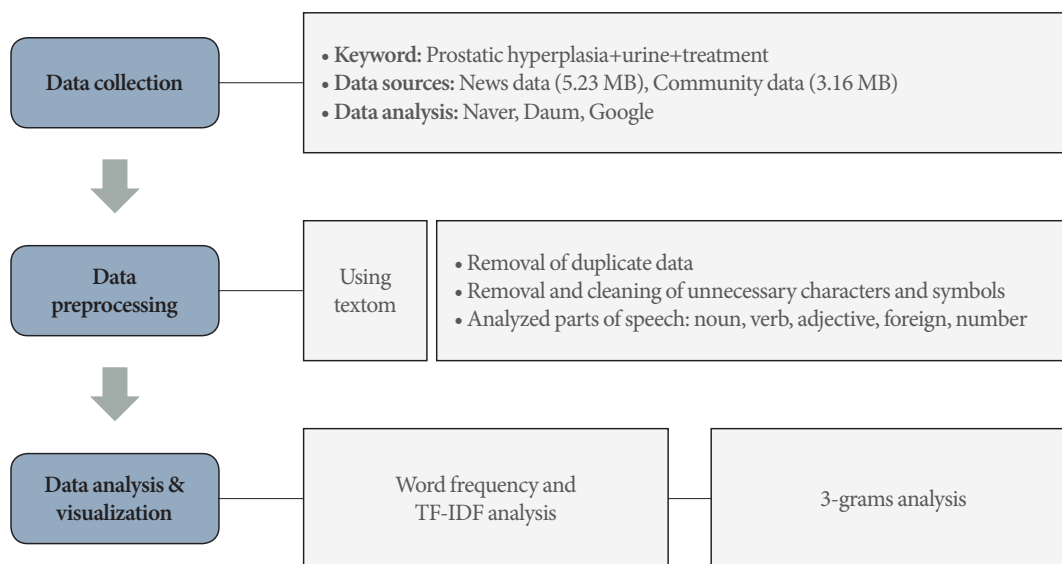 Data collection
• Keyword: Prostatic hyperplasia+urine+treatment
• Data sources: News data (5.23 MB), Community data (3.16 MB)
• Data analysis: Naver, Daum, Google
Data
preprocessing
Using
textom
• Removal of duplicate data
• Removal and cleaning of unnecessary characters and symbols
• Analyzed parts of speech: noun, verb, adjective, foreign, number
Data analysis &
visualization
Word frequency and
TF-IDF analysis
3-grams analysis